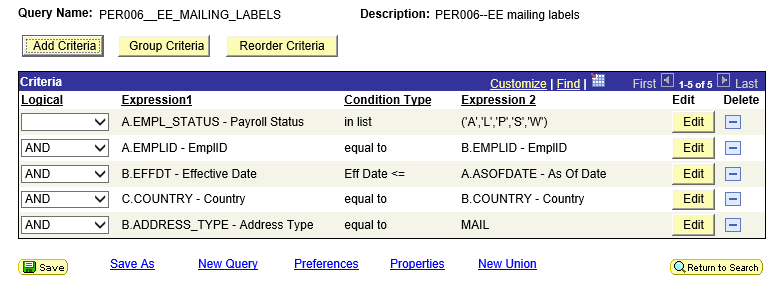 Query Name: PER006__EE_MAILING_LABELS Description: PER006--EE mailing labels
Add Criteria Group Criteria Reorder Criteria
Criteria Customize | Find | First 1-5 of 5 Last
Logical Expression1 Condition Type Expression 2 Edit Delete
A.EMPL_STATUS - Payroll Status in list ('A','L','P','S','W') Edit
AND A.EMPLID - EmplID equal to B.EMPLID - EmplID Edit
AND B.EFFDT - Effective Date Eff Date <= A.ASOFDATE - As Of Date Edit
AND C.COUNTRY - Country equal to B.COUNTRY - Country Edit
AND B.ADDRESS_TYPE - Address Type equal to MAIL Edit
Save Save As New Query Preferences Properties New Union Return to Search